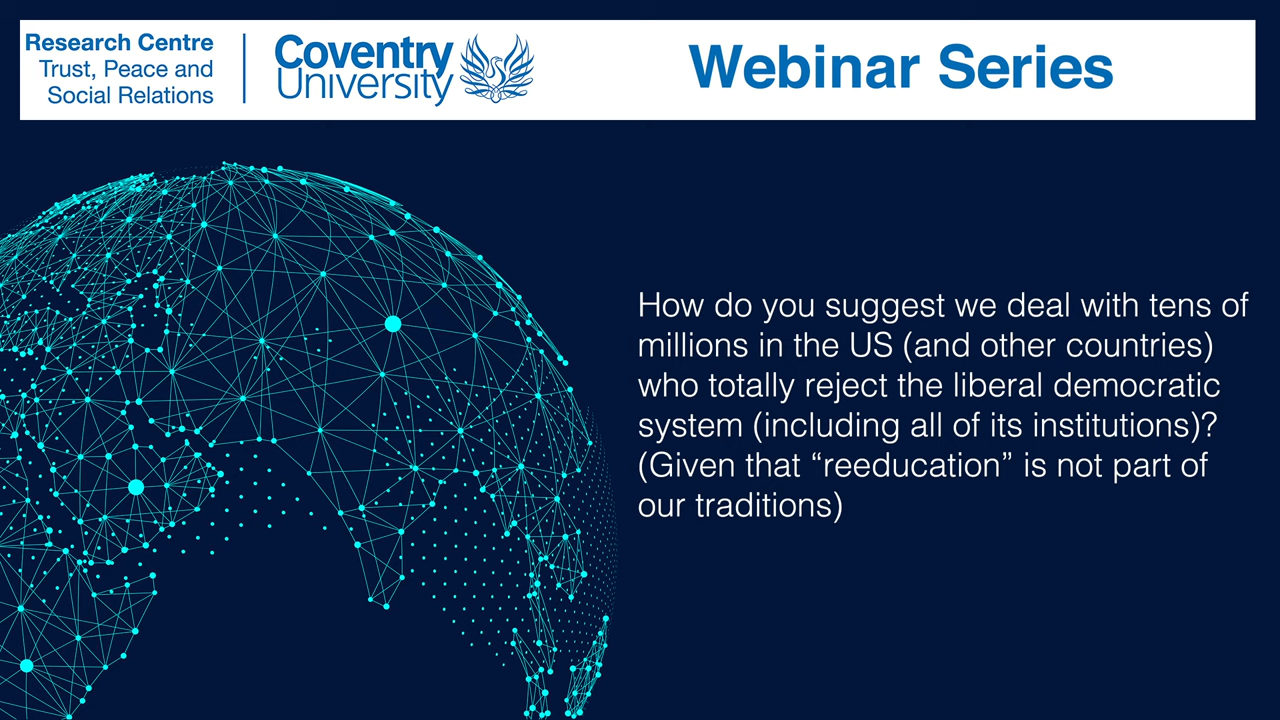 Research Centre
Trust, Peace and
Social Relations
Coventry
University
Webinar Series
How do you suggest we deal with tens of
millions in the US (and other countries)
who totally reject the liberal democratic
system (including all of its institutions)?
(Given that “reeducation” is not part of
our traditions)